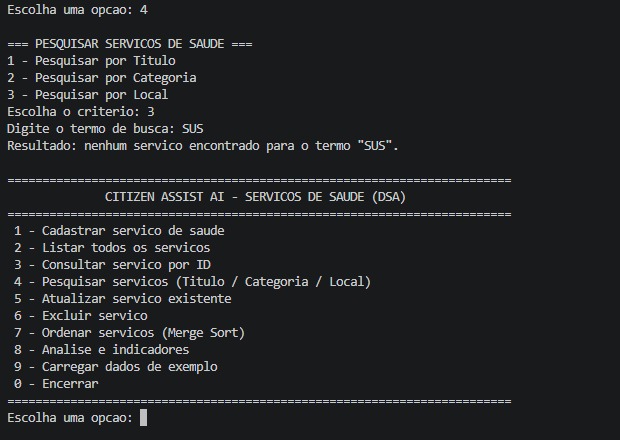 Escolha uma opcao: 4
=== PESQUISAR SERVICOS DE SAUDE ===
1 - Pesquisar por Titulo
2 - Pesquisar por Categoria
3 - Pesquisar por Local
Escolha o criterio: 3
Digite o termo de busca: SUS
Resultado: nenhum servico encontrado para o termo "SUS".
========================================================================
CITIZEN ASSIST AI - SERVICOS DE SAUDE (DSA)
========================================================================
1 - Cadastrar servico de saude
2 - Listar todos os servicos
3 - Consultar servico por ID
4 - Pesquisar servicos (Titulo / Categoria / Local)
5 - Atualizar servico existente
6 - Excluir servico
7 - Ordenar servicos (Merge Sort)
8 - Analise e indicadores
9 - Carregar dados de exemplo
0 - Encerrar
========================================================================
Escolha uma opcao: